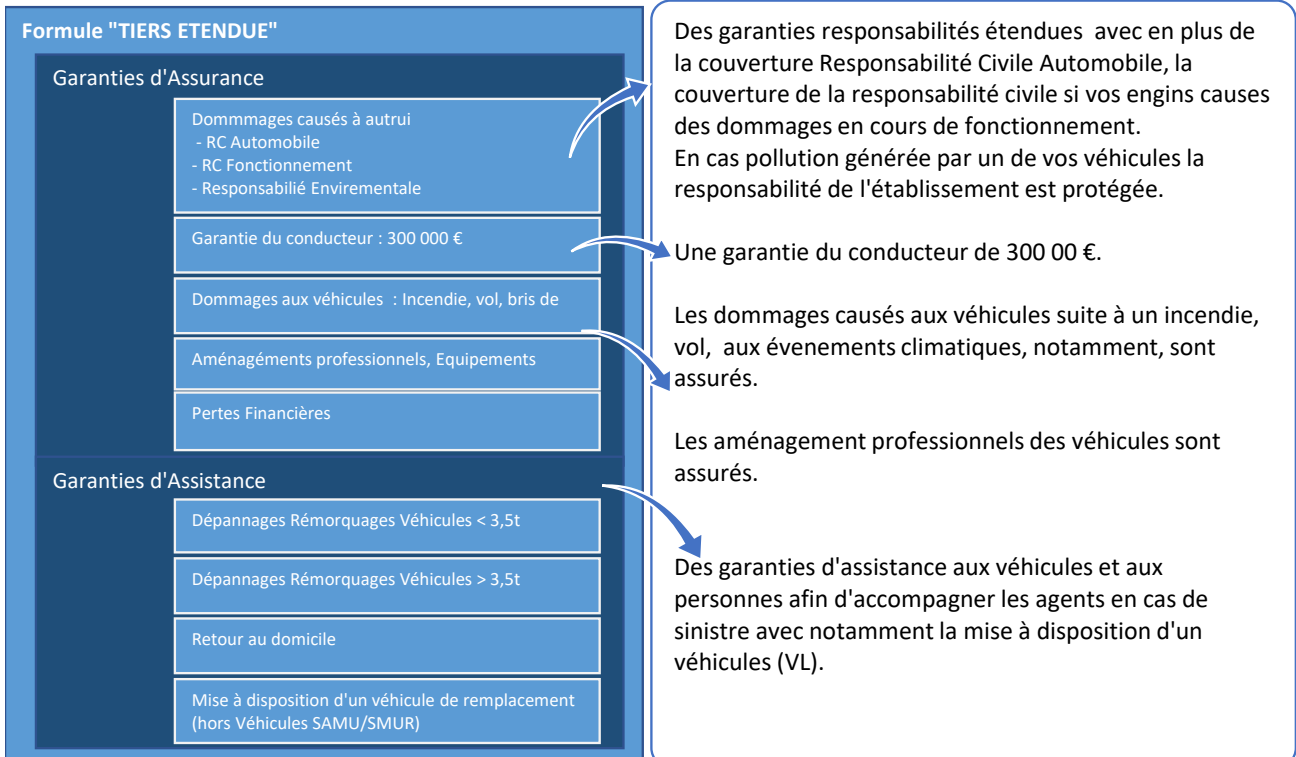 Formule "TIERS ETENDUE"
Garanties d'Assurance
Dommmages causés à autrui
- RC Automobile
- RC Fonctionnement
- Responsabilié Envirementale
Garantie du conducteur : 300 000 €
Dommages aux véhicules : Incendie, vol, bris de
Aménagéments professionnels, Equipements
Pertes Financières
Garanties d'Assistance
Dépannages Rémorquages Véhicules < 3,5t
Dépannages Rémorquages Véhicules > 3,5t
Retour au domicile
Mise à disposition d'un véhicule de remplacement
(hors Véhicules SAMU/SMUR)
Des garanties responsabilités étendues avec en plus de
la couverture Responsabilité Civile Automobile, la
couverture de la responsabilité civile si vos engins causes
des dommages en cours de fonctionnement.
En cas pollution générée par un de vos véhicules la
responsabilité de l'établissement est protégée.
Une garantie du conducteur de 300 00 €.
Les dommages causés aux véhicules suite à un incendie,
vol, aux évenements climatiques, notamment, sont
assurés.
Les aménagement professionnels des véhicules sont
assurés.
Des garanties d'assistance aux véhicules et aux
personnes afin d'accompagner les agents en cas de
sinistre avec notamment la mise à disposition d'un
véhicules (VL).